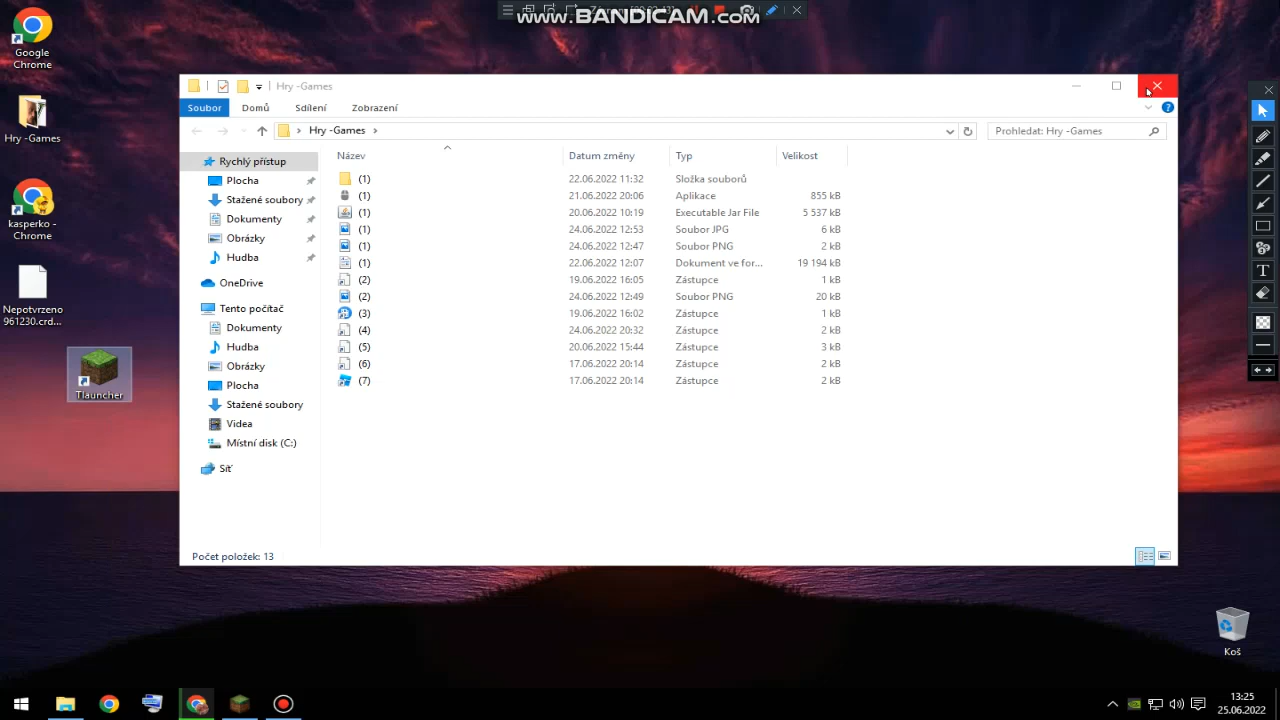 www.BANDICAM.com
Google
Chrome
Hry -Games
kasperko -
Chrome
Nepotvrzeno
961230.crd...
Tlauncher
Hry -Games
Soubor Domů Sdílení Zobrazení
Hry -Games
Prohledat: Hry -Games
Rychlý přístup
Plocha
Stažené soubory
Dokumenty
Obrázky
Hudba
OneDrive
Tento počítač
Dokumenty
Hudba
Obrázky
Plocha
Stažené soubory
Videa
Místní disk (C:)
Síť
Název Datum změny Typ Velikost
(1) 22.06.2022 11:32 Složka souborů
(1) 21.06.2022 20:06 Aplikace 855 kB
(1) 20.06.2022 10:19 Executable Jar File 5 537 kB
(1) 24.06.2022 12:53 Soubor JPG 6 kB
(1) 24.06.2022 12:47 Soubor PNG 2 kB
(1) 22.06.2022 12:07 Dokument ve for... 19 194 kB
(2) 19.06.2022 16:05 Zástupce 1 kB
(2) 24.06.2022 12:49 Soubor PNG 20 kB
(3) 19.06.2022 16:02 Zástupce 1 kB
(4) 24.06.2022 20:32 Zástupce 2 kB
(5) 20.06.2022 15:44 Zástupce 3 kB
(6) 17.06.2022 20:14 Zástupce 2 kB
(7) 17.06.2022 20:14 Zástupce 2 kB
Počet položek: 13
Koš
13:25
25.06.2022